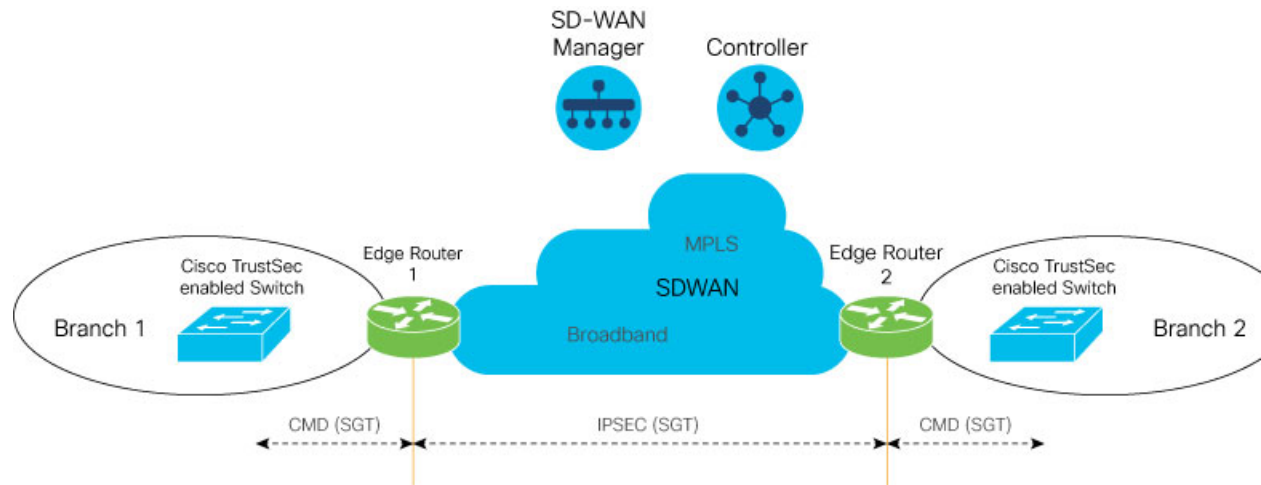 SD-WAN
Manager
Controller
MPLS
SDWAN
Broadband
Edge Router
1
Cisco TrustSec
enabled Switch
Branch 1
Edge Router
2
Cisco TrustSec
enabled Switch
Branch 2
CMD (SGT)
IPSEC (SGT)
CMD (SGT)